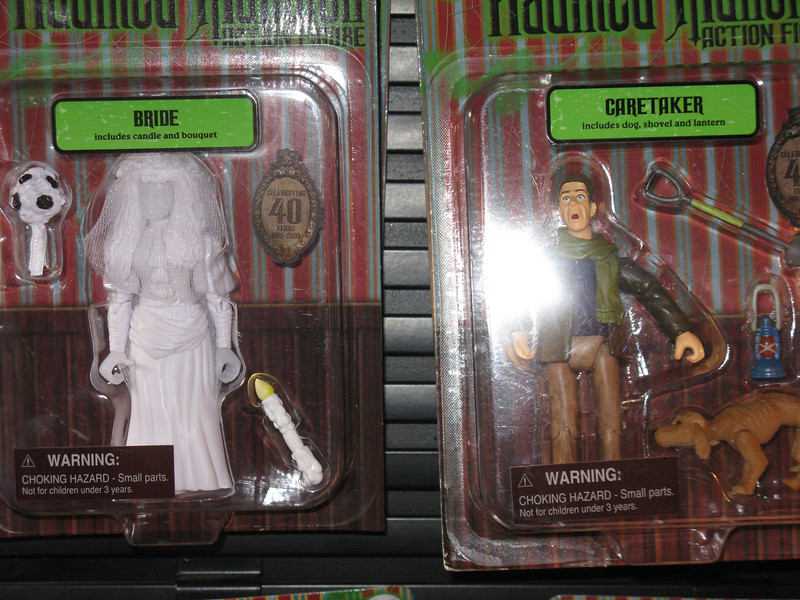 Haunted Mansion
ACTION FIGURE
BRIDE
includes candle and bouquet
CELEBRATING
40
YEARS
WARNING:
CHOKING HAZARD - Small parts.
Not for children under 3 years.
Haunted Mansion
ACTION FI
CARETAKER
includes dog, shovel and lantern
WARNING:
CHOKING HAZARD - Small parts.
Not for children under 3 years.